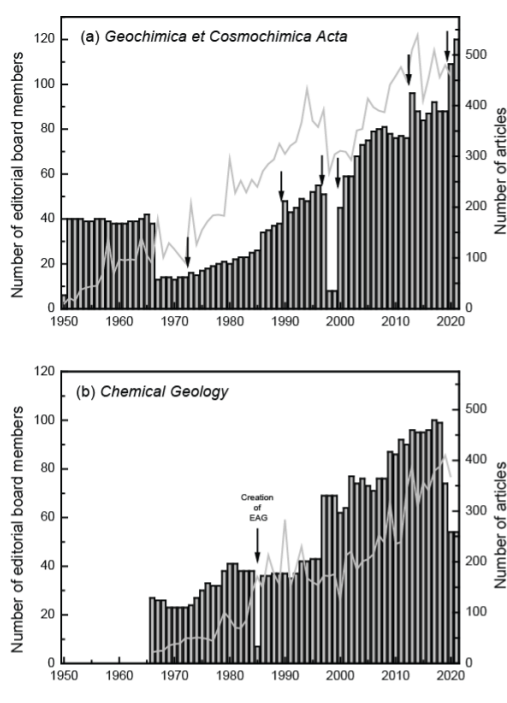 (a) Geochimica et Cosmochimica Acta
Number of editorial board members
120
100
80
60
40
20
0
500
400
300
200
100
0
Number of articles
1950 1960 1970 1980 1990 2000 2010 2020
(b) Chemical Geology
Number of editorial board members
120
100
80
60
40
20
0
Creation
of
EAG
500
400
300
200
100
0
Number of articles
1950 1960 1970 1980 1990 2000 2010 2020